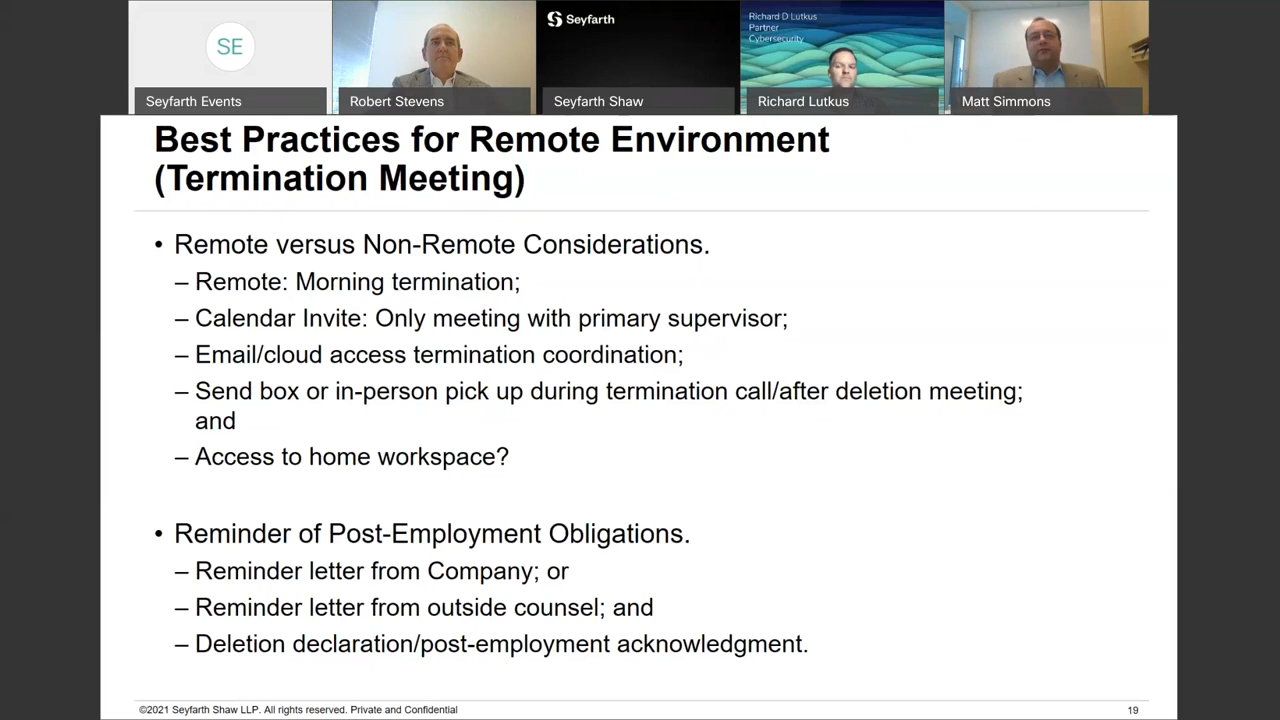 SE
Seyfarth
Richard D Lutkus
Partner
Cybersecurity
Seyfarth Events
Robert Stevens
Seyfarth Shaw
Richard Lutkus
Matt Simmons
Best Practices for Remote Environment
(Termination Meeting)
• Remote versus Non-Remote Considerations.
– Remote: Morning termination;
– Calendar Invite: Only meeting with primary supervisor;
– Email/cloud access termination coordination;
– Send box or in-person pick up during termination call/after deletion meeting;
and
– Access to home workspace?
• Reminder of Post-Employment Obligations.
– Reminder letter from Company; or
– Reminder letter from outside counsel; and
– Deletion declaration/post-employment acknowledgment.
©2021 Seyfarth Shaw LLP. All rights reserved. Private and Confidential
19